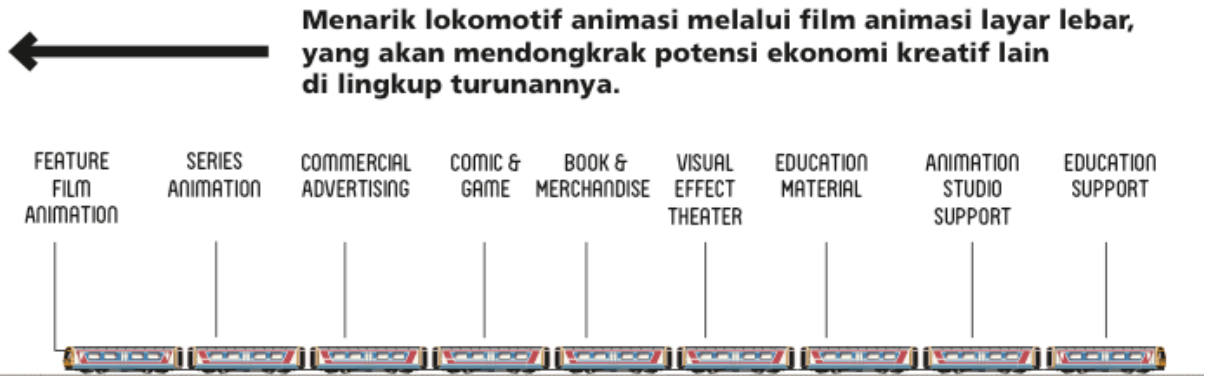 Menarik lokomotif animasi melalui film animasi layar lebar,
yang akan mendongkrak potensi ekonomi kreatif lain
di lingkup turunannya.
FEATURE
FILM
ANIMATION
SERIES
ANIMATION
COMMERCIAL
ADVERTISING
COMIC &
GAME
BOOK &
MERCHANDISE
VISUAL
EFFECT
THEATER
EDUCATION
MATERIAL
ANIMATION
STUDIO
SUPPORT
EDUCATION
SUPPORT